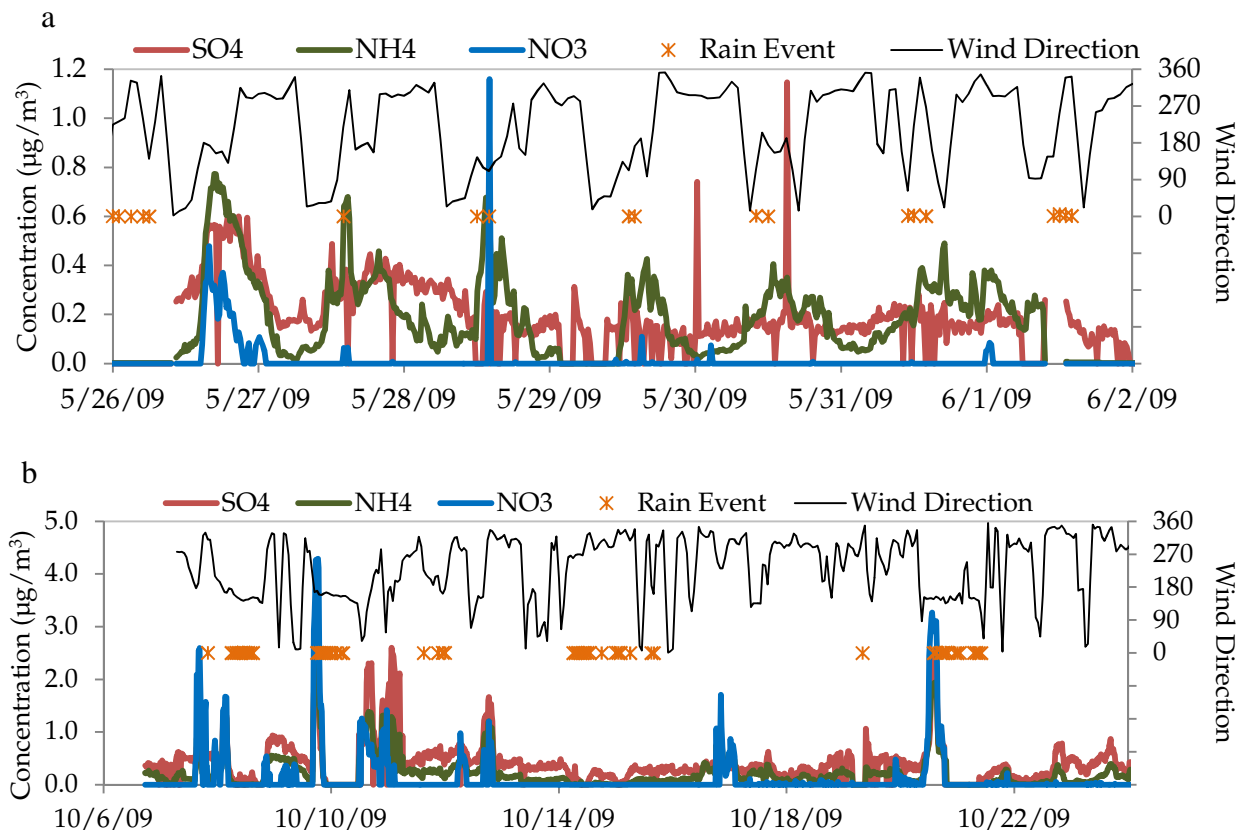 a
SO4 NH4 NO3 Rain Event Wind Direction
Concentration (µg/m³)
1.2
1.0
0.8
0.6
0.4
0.2
0.0
360
270
180
90
0
Wind Direction
5/26/09 5/27/09 5/28/09 5/29/09 5/30/09 5/31/09 6/1/09 6/2/09
b
SO4 NH4 NO3 Rain Event Wind Direction
Concentration (µg/m³)
5.0
4.0
3.0
2.0
1.0
0.0
360
270
180
90
0
Wind Direction
10/6/09 10/10/09 10/14/09 10/18/09 10/22/09